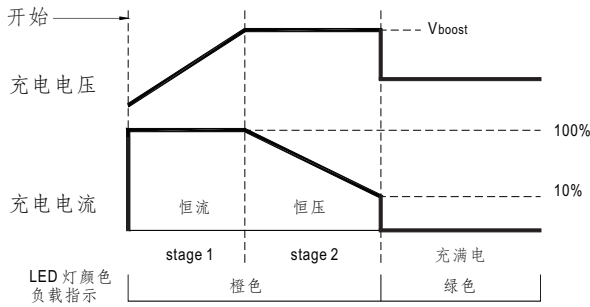 开始
Vboost
充电电压
100%
10%
充电电流
恒流
恒压
stage 1
stage 2
充满电
LED 灯颜色
负载指示
橙色
绿色